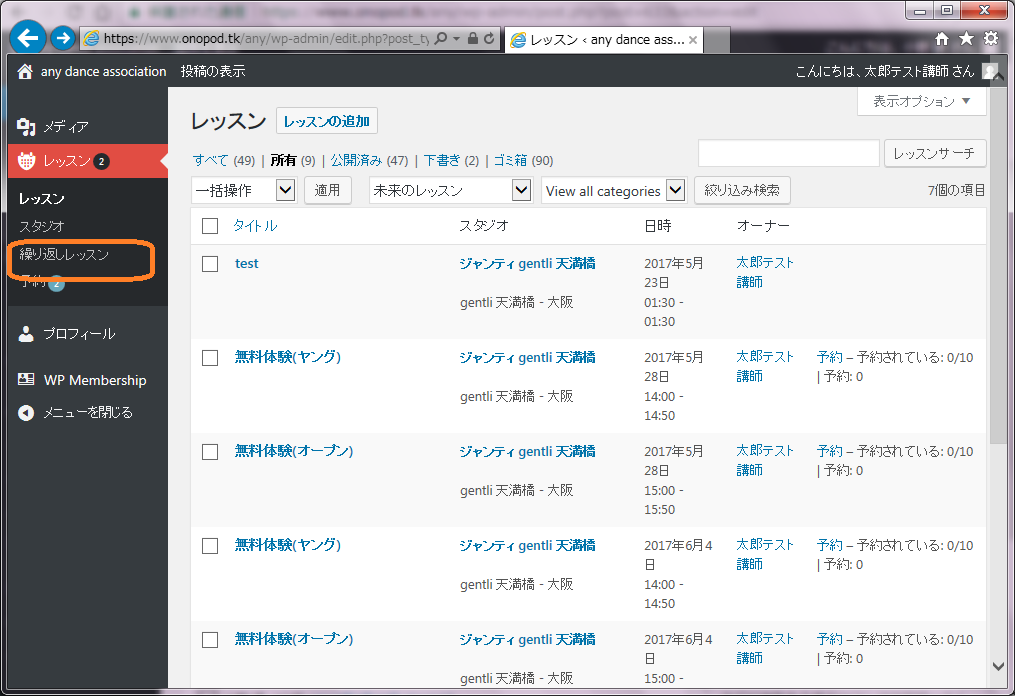 https://www.onopod.tk/any/wp-admin/edit.php?post_ty
レッスン ‹ any dance ass...
any dance association 投稿の表示
こんにちは、太郎テスト講師 さん
メディア
レッスン 2
レッスン
スタジオ
繰り返しレッスン
予約 2
プロフィール
WP Membership
メニューを閉じる
表示オプション
レッスン レッスンの追加
すべて (49) | 所有 (9) | 公開済み (47) | 下書き (2) | ゴミ箱 (90)
レッスンサーチ
一括操作 適用 未来のレッスン View all categories 絞り込み検索 7個の項目
タイトル スタジオ 日時 オーナー
test ジャンティ gentli 天満橋 2017年5月 太郎テスト
23日 講師
gentli 天満橋 - 大阪 01:30 -
01:30
無料体験(ヤング) ジャンティ gentli 天満橋 2017年5月 太郎テスト 予約 – 予約されている: 0/10
28日 講師 | 予約: 0
gentli 天満橋 - 大阪 14:00 -
14:50
無料体験(オープン) ジャンティ gentli 天満橋 2017年5月 太郎テスト 予約 – 予約されている: 0/10
28日 講師 | 予約: 0
gentli 天満橋 - 大阪 15:00 -
15:50
無料体験(ヤング) ジャンティ gentli 天満橋 2017年6月4 太郎テスト 予約 – 予約されている: 0/10
日 講師 | 予約: 0
gentli 天満橋 - 大阪 14:00 -
14:50
無料体験(オープン) ジャンティ gentli 天満橋 2017年6月4 太郎テスト 予約 – 予約されている: 0/10
日 講師 | 予約: 0
gentli 天満橋 - 大阪 15:00 -